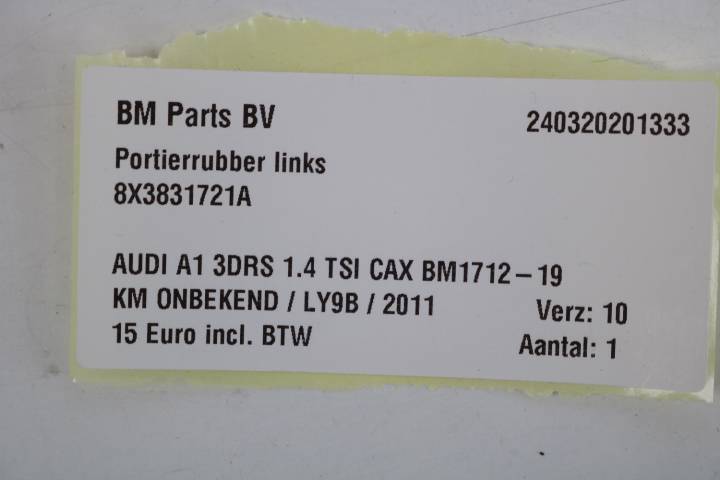 BM Parts BV 240320201333
Portierrubber links
8X3831721A
AUDI A1 3DRS 1.4 TSI CAX BM1712-19
KM ONBEKEND / LY9B / 2011 Verz: 10
15 Euro incl. BTW Aantal: 1